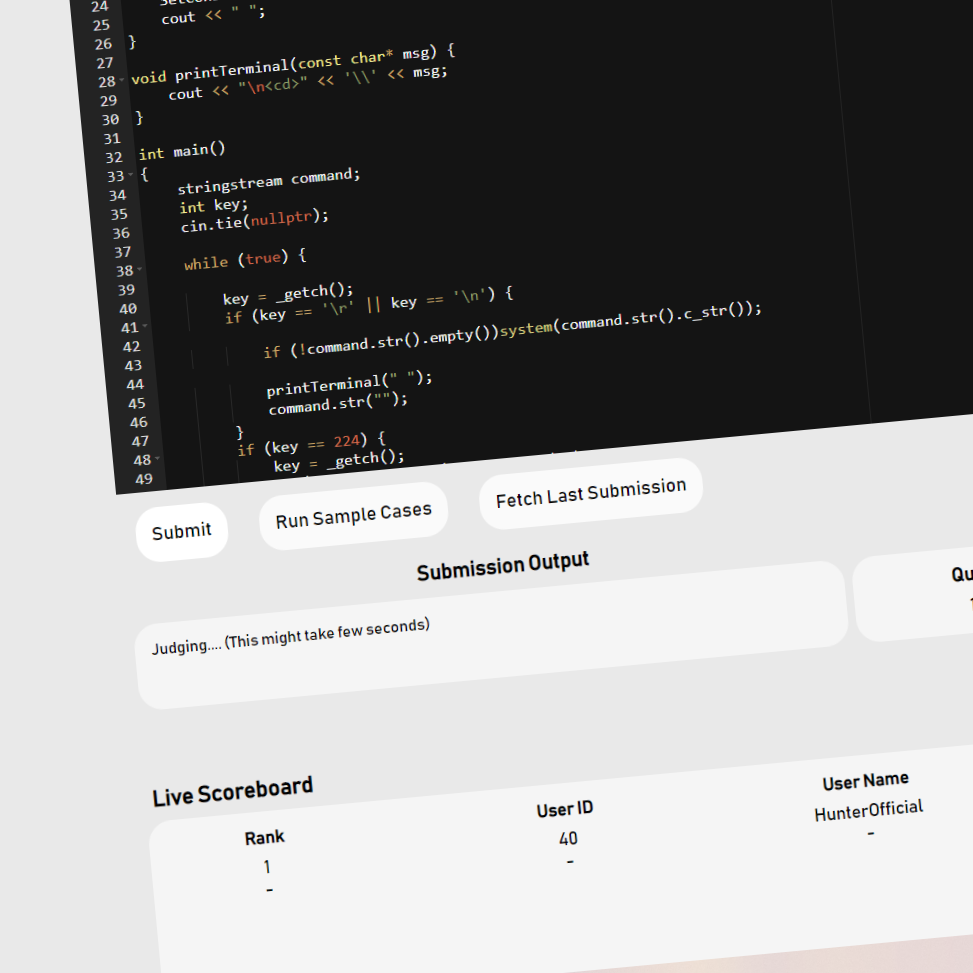 24
25 cout << " ";
26 }
27
28 void printTerminal(const char* msg) {
29 cout << "\n<cd>" << '\\' << msg;
30 }
31
32 int main()
33 {
34 stringstream command;
35 int key;
36 cin.tie(nullptr);
37
38 while (true) {
39
40 key = _getch();
41 if (key == '\r' || key == '\n') {
42
43 if (!command.str().empty())system(command.str().c_str());
44
45 printTerminal(" ");
46 command.str("");
47 }
48 if (key == 224) {
49 key = _getch();
Submit
Run Sample Cases
Fetch Last Submission
Submission Output
Judging.... (This might take few seconds)
Live Scoreboard
Rank User ID User Name
1 40 HunterOfficial
- - -